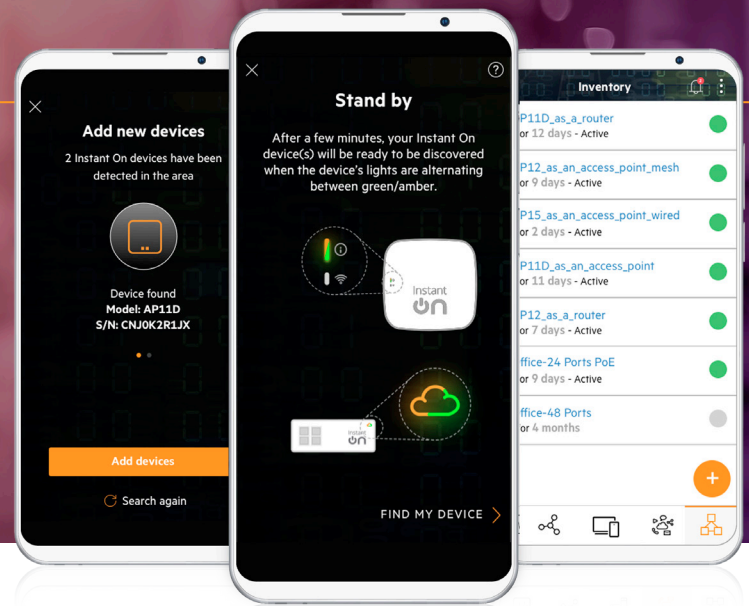 Add new devices
2 Instant On devices have been
detected in the area
Device found
Model: AP11D
S/N: CNJ0K2R1JX
Add devices
Search again
Stand by
After a few minutes, your Instant On
device(s) will be ready to be discovered
when the device's lights are alternating
between green/amber.
Instant
On
Instant
On
FIND MY DEVICE
Inventory
P11D_as_a_router
or 12 days - Active
P12_as_an_access_point_mesh
or 9 days - Active
P15_as_an_access_point_wired
or 2 days - Active
P11D_as_an_access_point
or 11 days - Active
P12_as_a_router
or 7 days - Active
ffice-24 Ports PoE
or 9 days - Active
ffice-48 Ports
or 4 months